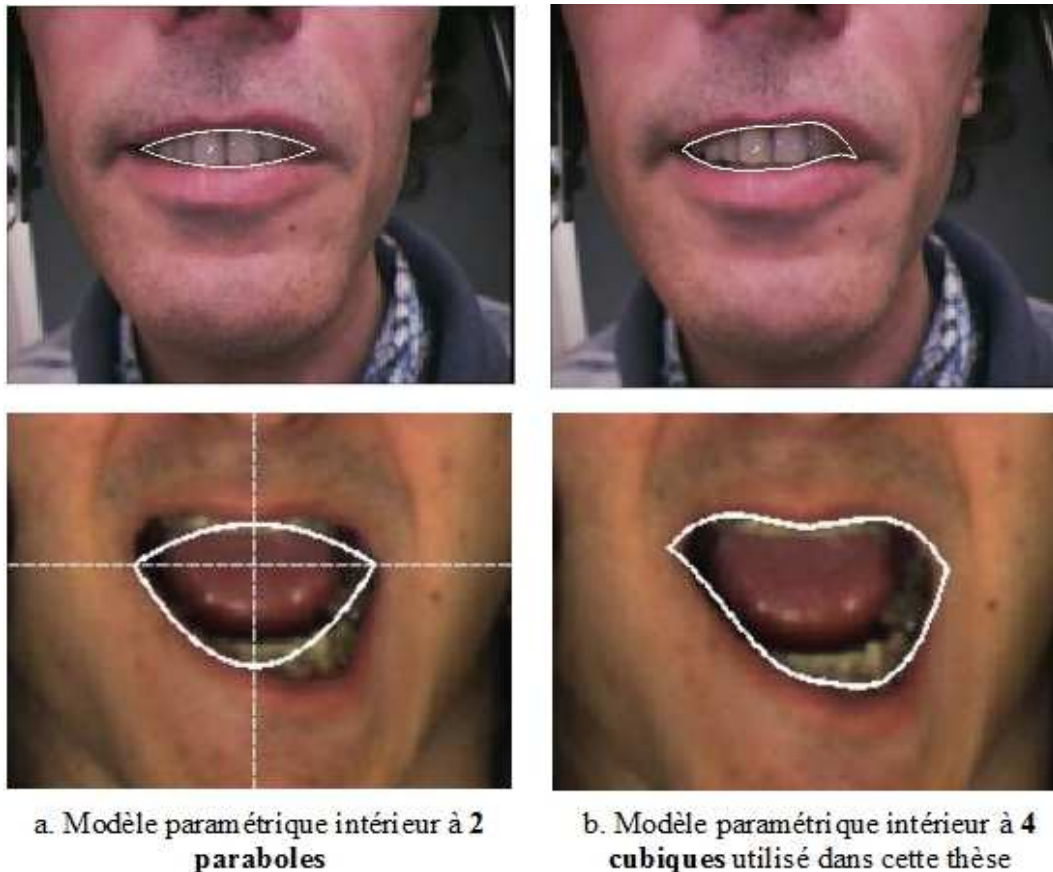 a. Modèle paramétrique intérieur à 2
paraboles
b. Modèle paramétrique intérieur à 4
cubiques utilisé dans cette thèse